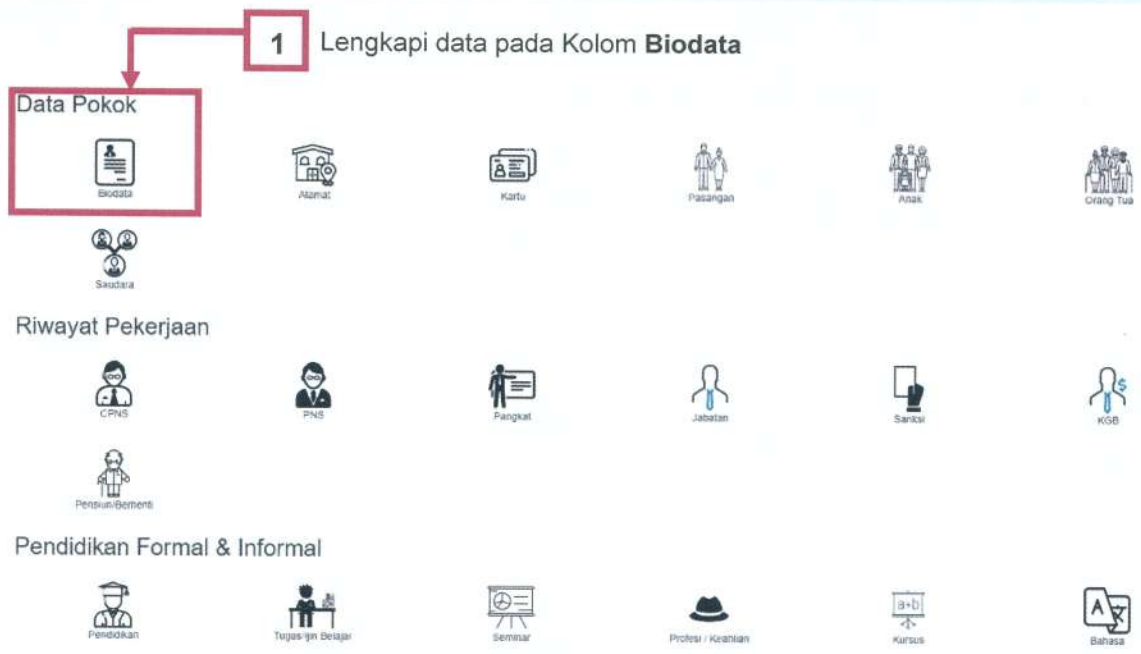 1 Lengkapi data pada Kolom Biodata
Data Pokok
Biodata Alamat Kartu Pasangan Anak Orang Tua
Saudara
Riwayat Pekerjaan
CPNS PNS Pangkat Jabatan Sanksi KGB
Pensiun/Berhenti
Pendidikan Formal & Informal
a+b A
Pendidikan Tugas/Ijin Belajar Seminar Profesi / Keahlian Kursus Bahasa